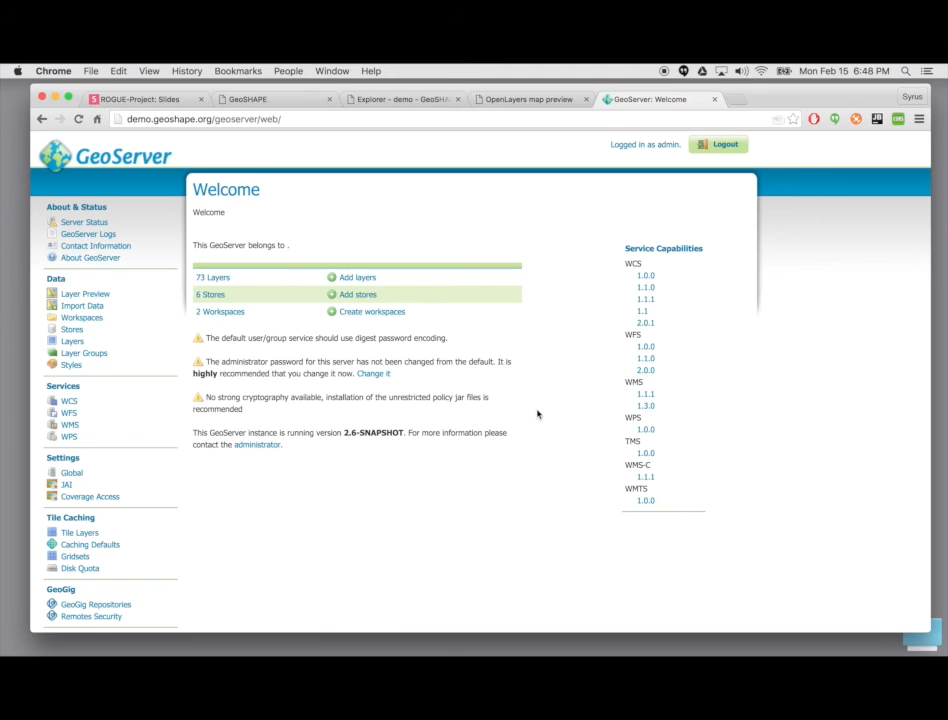 Chrome File Edit View History Bookmarks People Window Help Mon Feb 15 6:48 PM
ROGUE-Project: Slides GeoSHAPE Explorer - demo - GeoSHA OpenLayers map preview GeoServer: Welcome Syrus
demo.geoshape.org/geoserver/web/
GeoServer
Logged in as admin. Logout
About & Status
Server Status
GeoServer Logs
Contact Information
About GeoServer
Data
Layer Preview
Import Data
Workspaces
Stores
Layers
Layer Groups
Styles
Services
WCS
WFS
WMS
WPS
Settings
Global
JAI
Coverage Access
Tile Caching
Tile Layers
Caching Defaults
Gridsets
Disk Quota
GeoGig
GeoGig Repositories
Remotes Security
Welcome
Welcome
This GeoServer belongs to .
73 Layers Add layers
6 Stores Add stores
2 Workspaces Create workspaces
The default user/group service should use digest password encoding.
The administrator password for this server has not been changed from the default. It is
highly recommended that you change it now. Change it
No strong cryptography available, installation of the unrestricted policy jar files is
recommended
This GeoServer instance is running version 2.6-SNAPSHOT. For more information please
contact the administrator.
Service Capabilities
WCS
1.0.0
1.1.0
1.1.1
1.1
2.0.1
WFS
1.0.0
1.1.0
2.0.0
WMS
1.1.1
1.3.0
WPS
1.0.0
TMS
1.0.0
WMS-C
1.1.1
WMTS
1.0.0